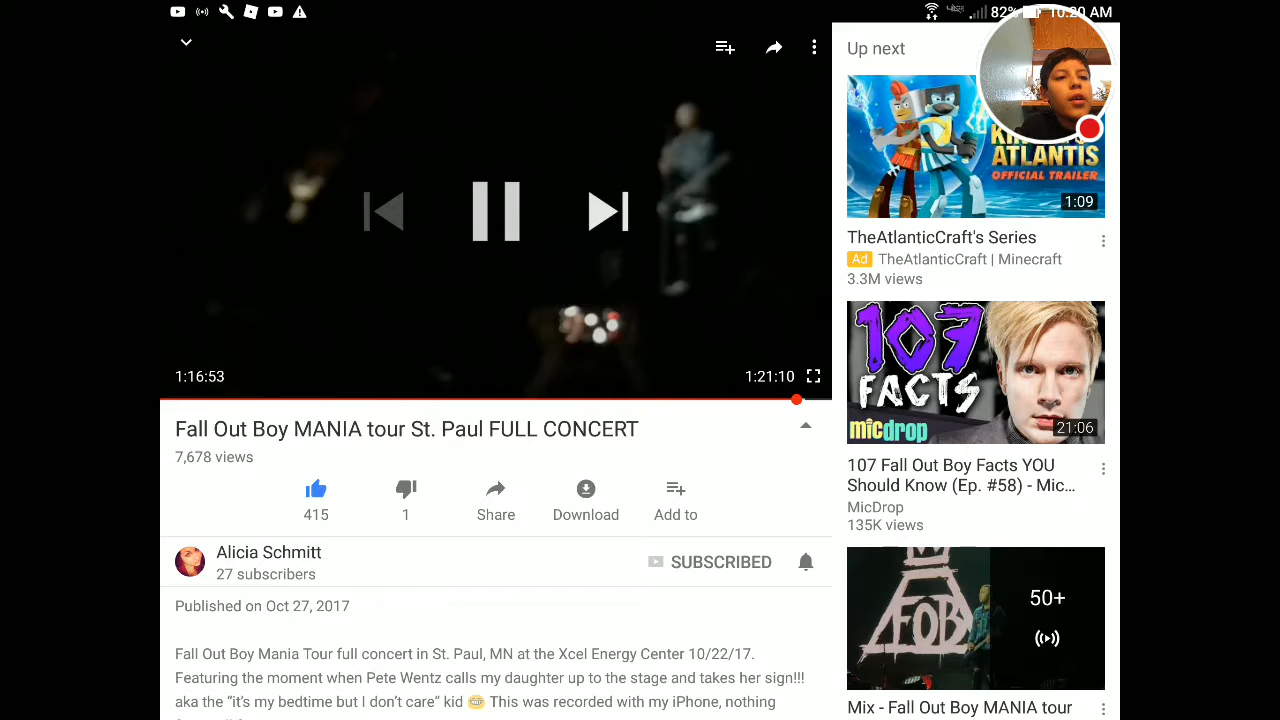 82% 10:20 AM
1:16:53
1:21:10
Fall Out Boy MANIA tour St. Paul FULL CONCERT
7,678 views
415
1
Share
Download
Add to
Alicia Schmitt
27 subscribers
SUBSCRIBED
Published on Oct 27, 2017
Fall Out Boy Mania Tour full concert in St. Paul, MN at the Xcel Energy Center 10/22/17.
Featuring the moment when Pete Wentz calls my daughter up to the stage and takes her sign!!!
aka the “it's my bedtime but I don't care” kid 😁 This was recorded with my iPhone, nothing
Up next
ATLANTIS
OFFICIAL TRAILER
1:09
TheAtlanticCraft's Series
Ad TheAtlanticCraft | Minecraft
3.3M views
107
FACTS
micdrop
21:06
107 Fall Out Boy Facts YOU
Should Know (Ep. #58) - Mic...
MicDrop
135K views
FOB
50+
Mix - Fall Out Boy MANIA tour